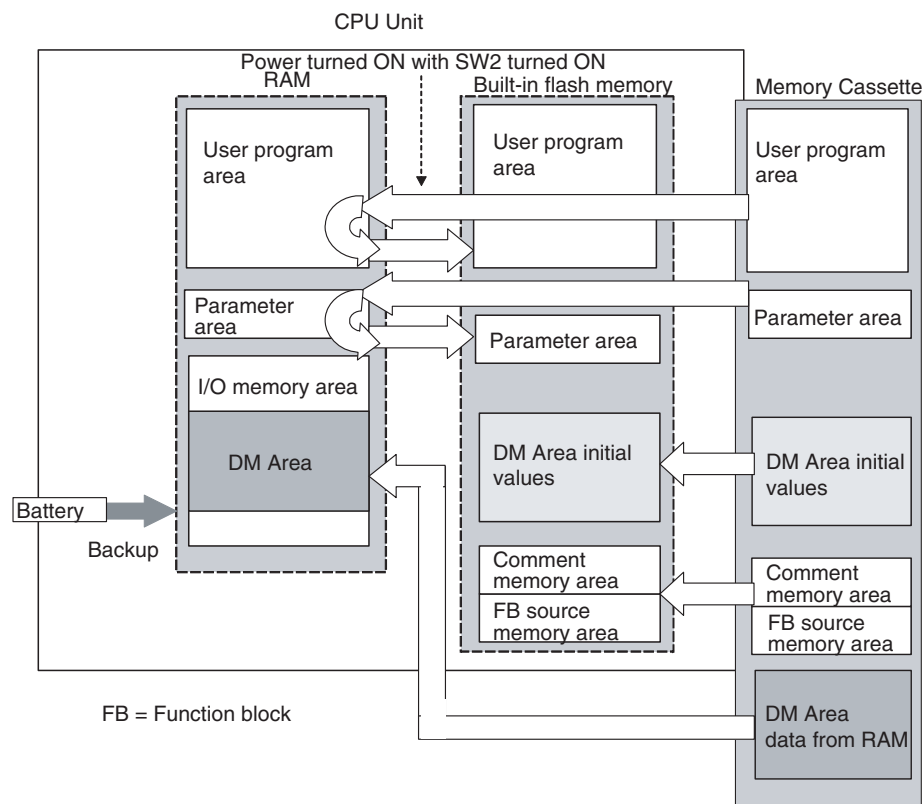 CPU Unit
Power turned ON with SW2 turned ON
RAM
Built-in flash memory
Memory Cassette
User program
area
User program
area
User program
area
Parameter
area
Parameter area
Parameter area
I/O memory area
DM Area
DM Area initial
values
DM Area initial
values
Battery
Backup
Comment
memory area
FB source
memory area
Comment
memory area
FB source
memory area
FB = Function block
DM Area
data from RAM